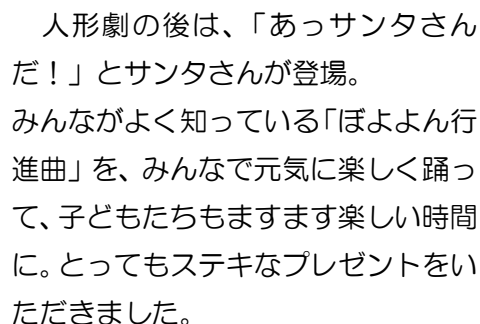 人形劇の後は、「あっサンタさん
だ！」とサンタさんが登場。
みんながよく知っている「ぼよよん行
進曲」を、みんなで元気に楽しく踊っ
て、子どもたちもますます楽しい時間
に。とってもステキなプレゼントをい
ただきました。